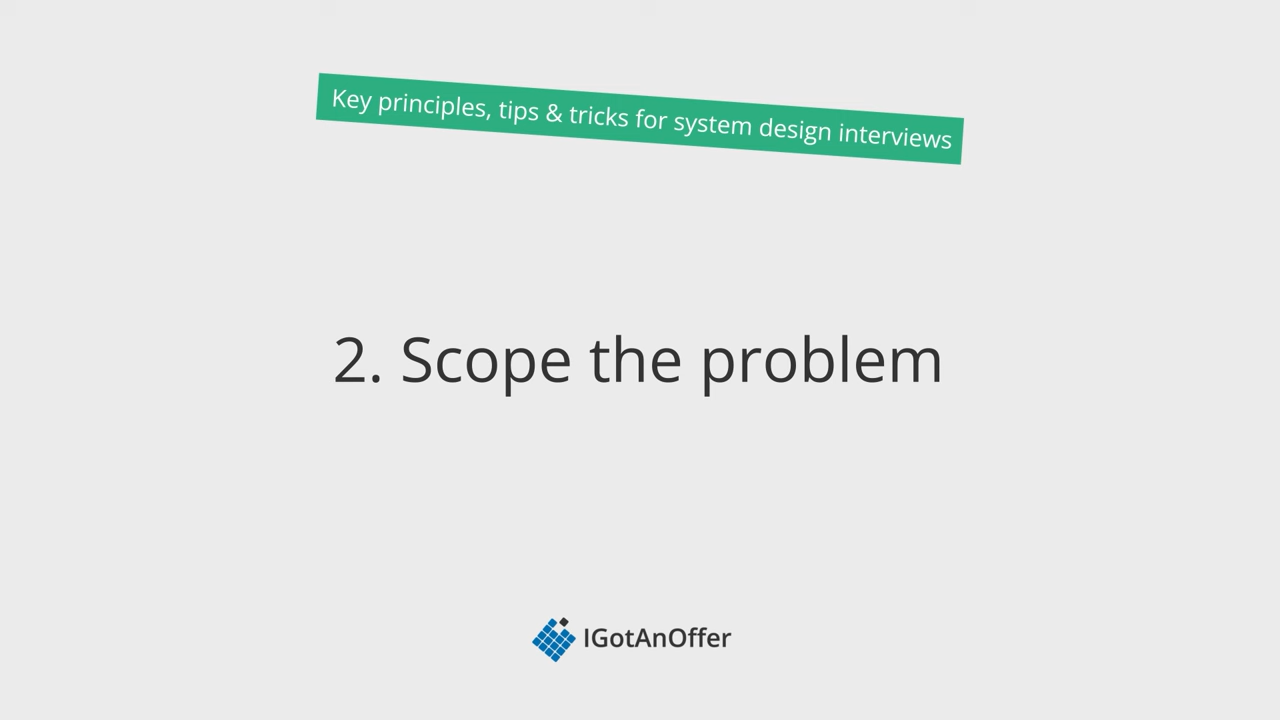 Key principles, tips & tricks for system design interviews
2. Scope the problem
IGotAnOffer